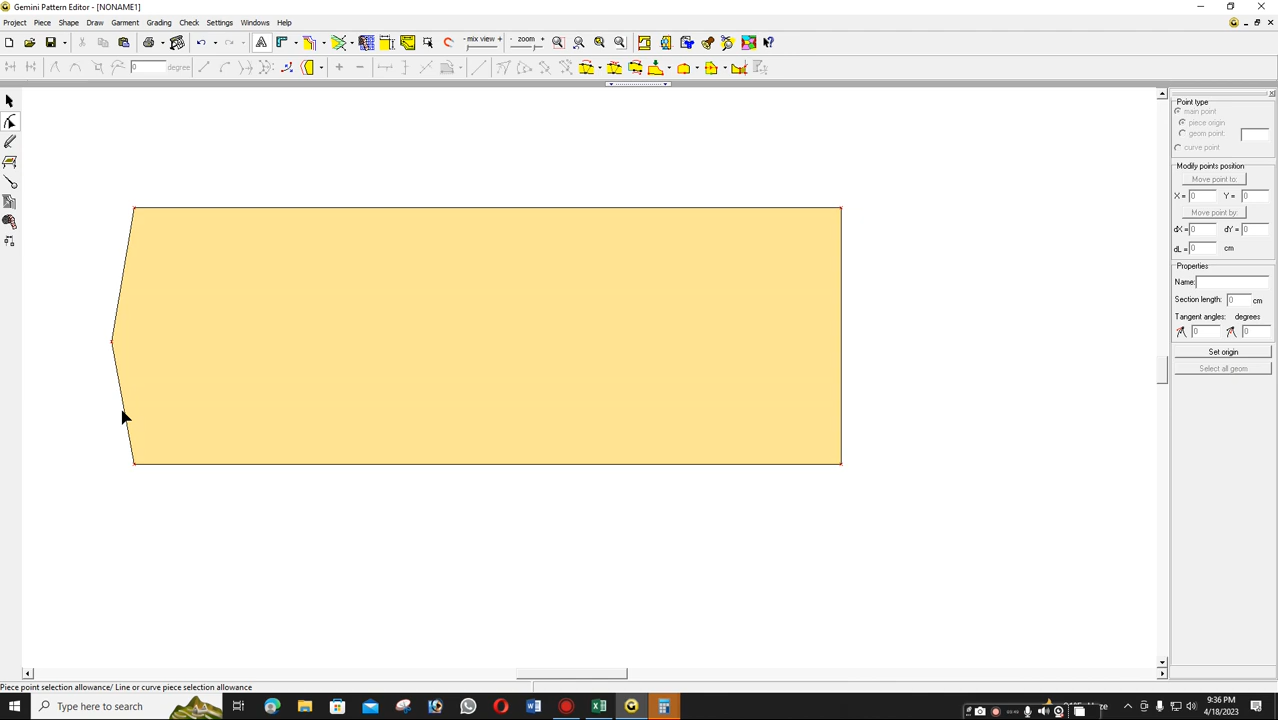 Gemini Pattern Editor - [NONAME1]
Project Piece Shape Draw Garment Grading Check Settings Windows Help
- mix view +
- zoom +
0 degree
Point type
main point
piece origin
geom point:
curve point
Modify points position
Move point to:
X = 0 Y = 0
Move point by:
dX = 0 dY = 0
dL = 0 cm
Properties
Name:
Section length: 0 cm
Tangent angles: degrees
0 0
Set origin
Select all geom
Piece point selection allowance/ Line or curve piece selection allowance
Type here to search
9:36 PM
4/18/2023